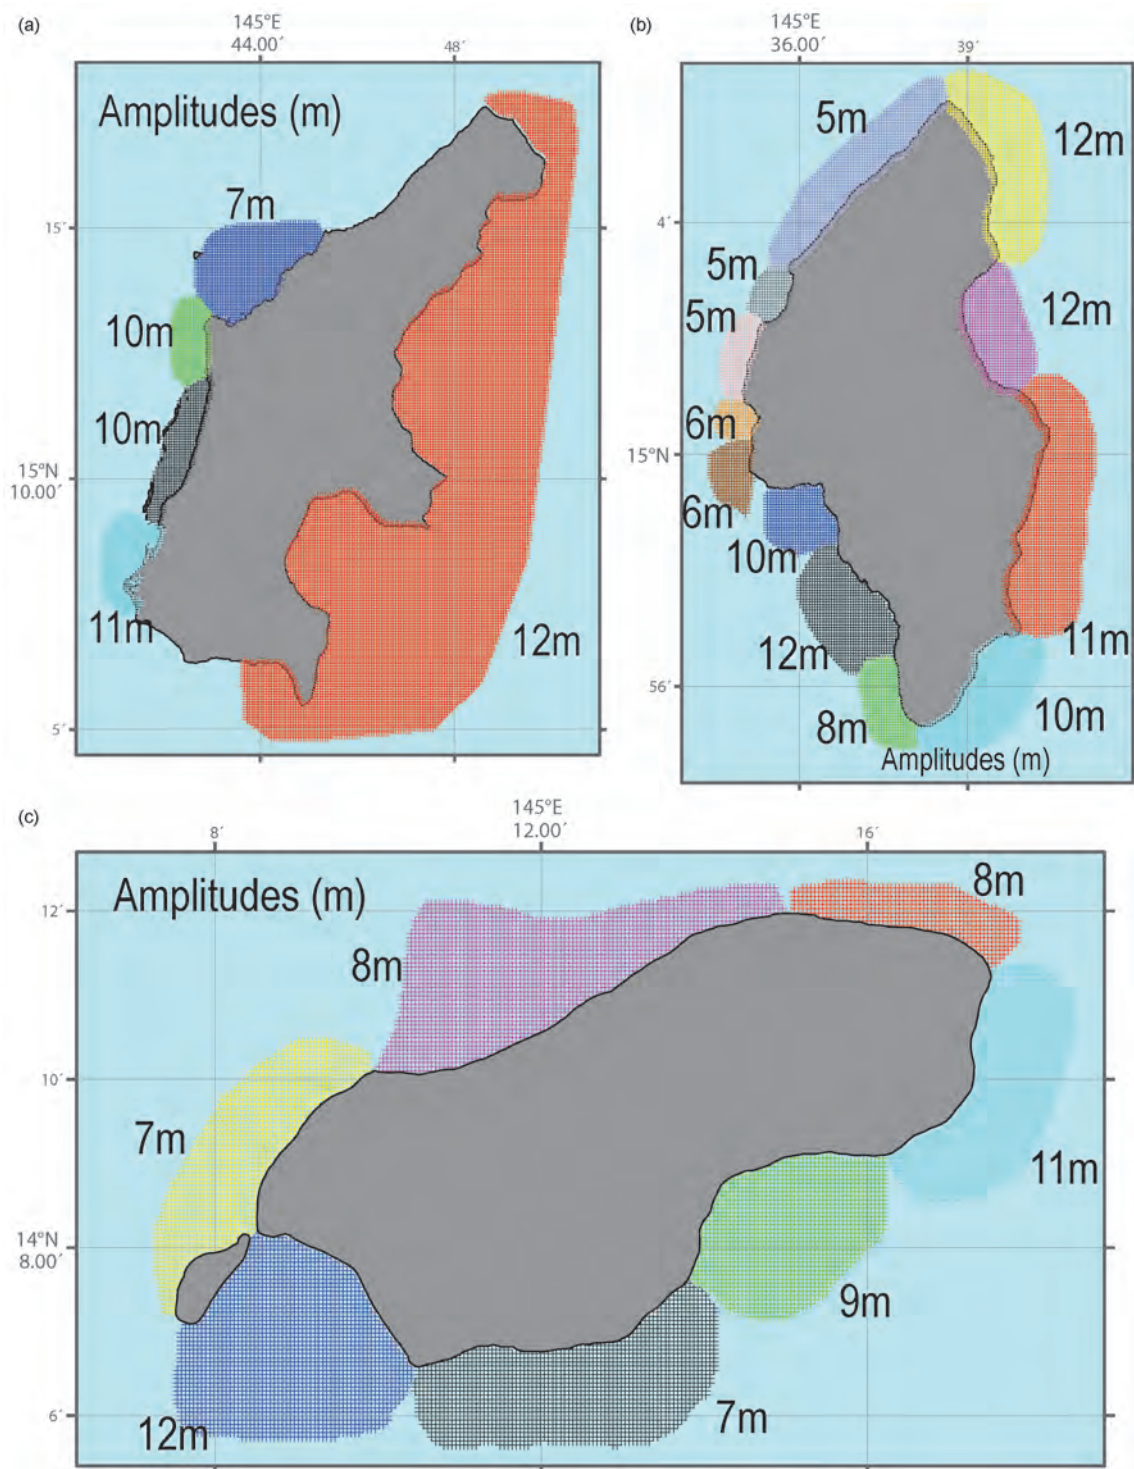 (a)
145°E
44.00′
48′
Amplitudes (m)
7m
15′
10m
10m
15°N
10.00′
11m
12m
5′
(b)
145°E
36.00′
39′
5m
12m
4′
5m
5m
12m
6m
15°N
6m
10m
12m
11m
56′
8m
10m
Amplitudes (m)
(c)
8′
145°E
12.00′
16′
Amplitudes (m)
8m
12′
8m
10′
7m
11m
14°N
8.00′
9m
6′
12m
7m